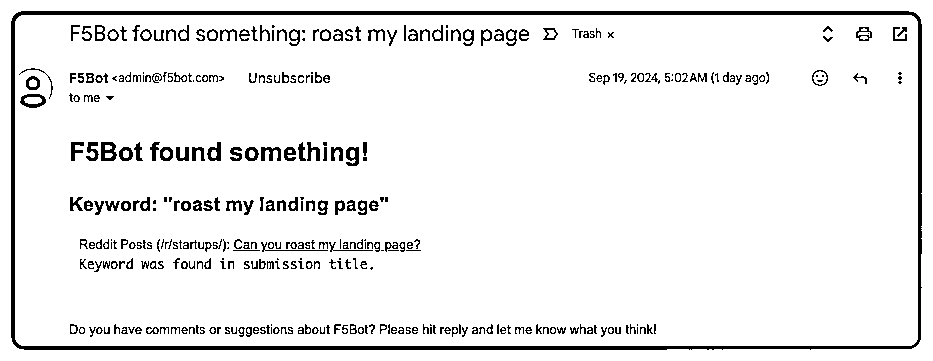 F5Bot found something: roast my landing page Trash ×
F5Bot <admin@f5bot.com> Unsubscribe Sep 19, 2024, 5:02 AM (1 day ago)
to me
F5Bot found something!
Keyword: "roast my landing page"
Reddit Posts (/r/startups/): Can you roast my landing page?
Keyword was found in submission title.
Do you have comments or suggestions about F5Bot? Please hit reply and let me know what you think!